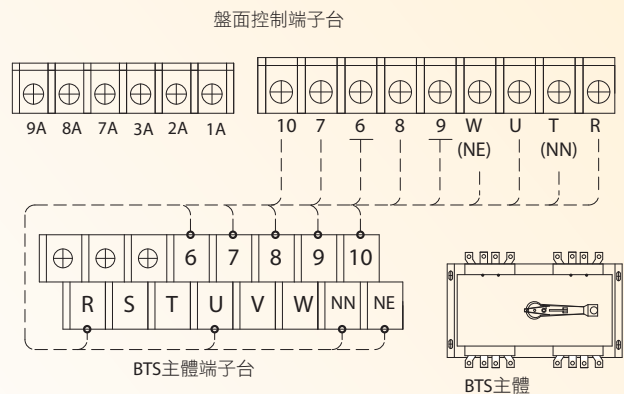 盤面控制端子台
9A 8A 7A 3A 2A 1A
10 7 6 8 9 W U T R
(NE) (NN)
6 7 8 9 10
R S T U V W NN NE
BTS主體端子台
BTS主體